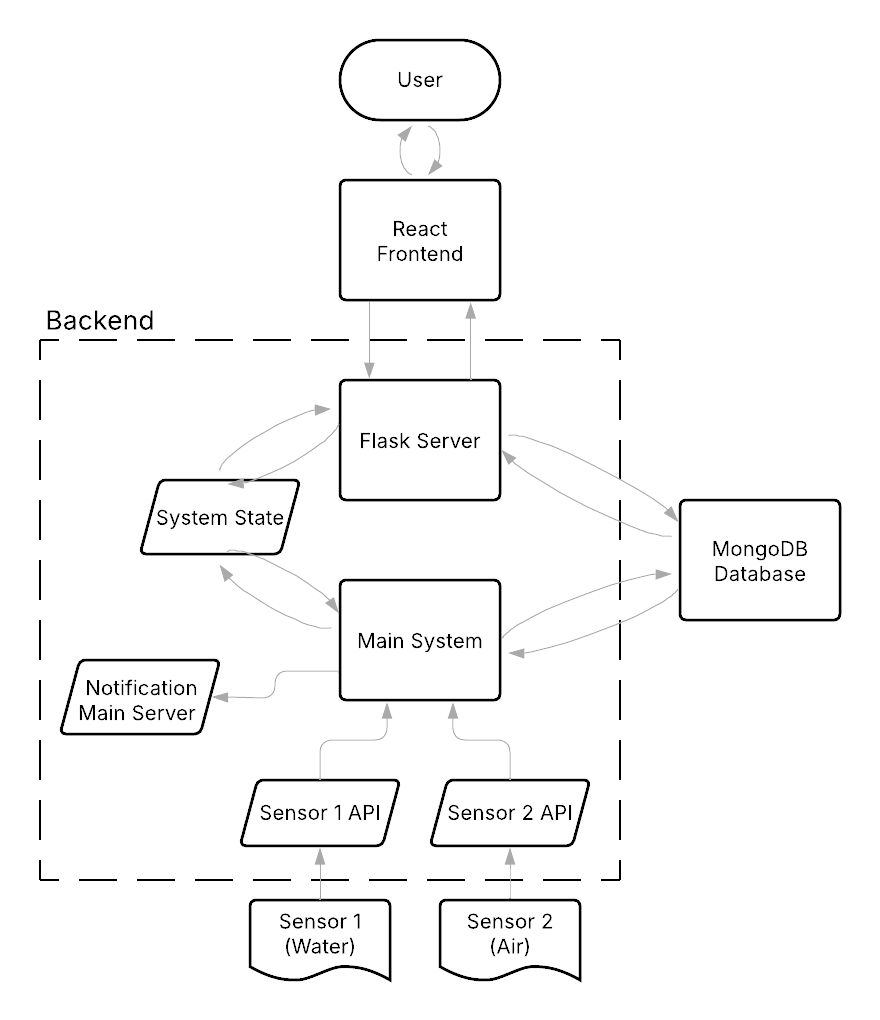 User
React
Frontend
Backend
Flask Server
System State
MongoDB
Database
Main System
Notification
Main Server
Sensor 1 API
Sensor 2 API
Sensor 1
(Water)
Sensor 2
(Air)